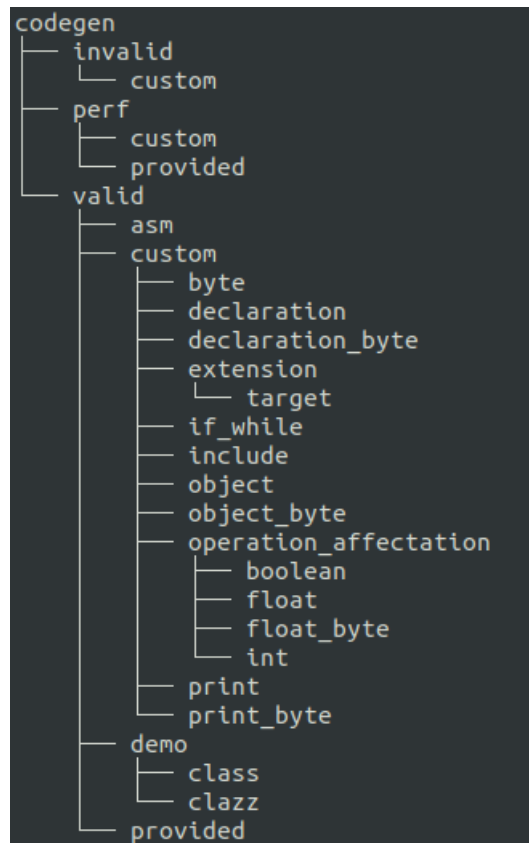 codegen
invalid
custom
perf
custom
provided
valid
asm
custom
byte
declaration
declaration_byte
extension
target
if_while
include
object
object_byte
operation_affectation
boolean
float
float_byte
int
print
print_byte
demo
class
clazz
provided